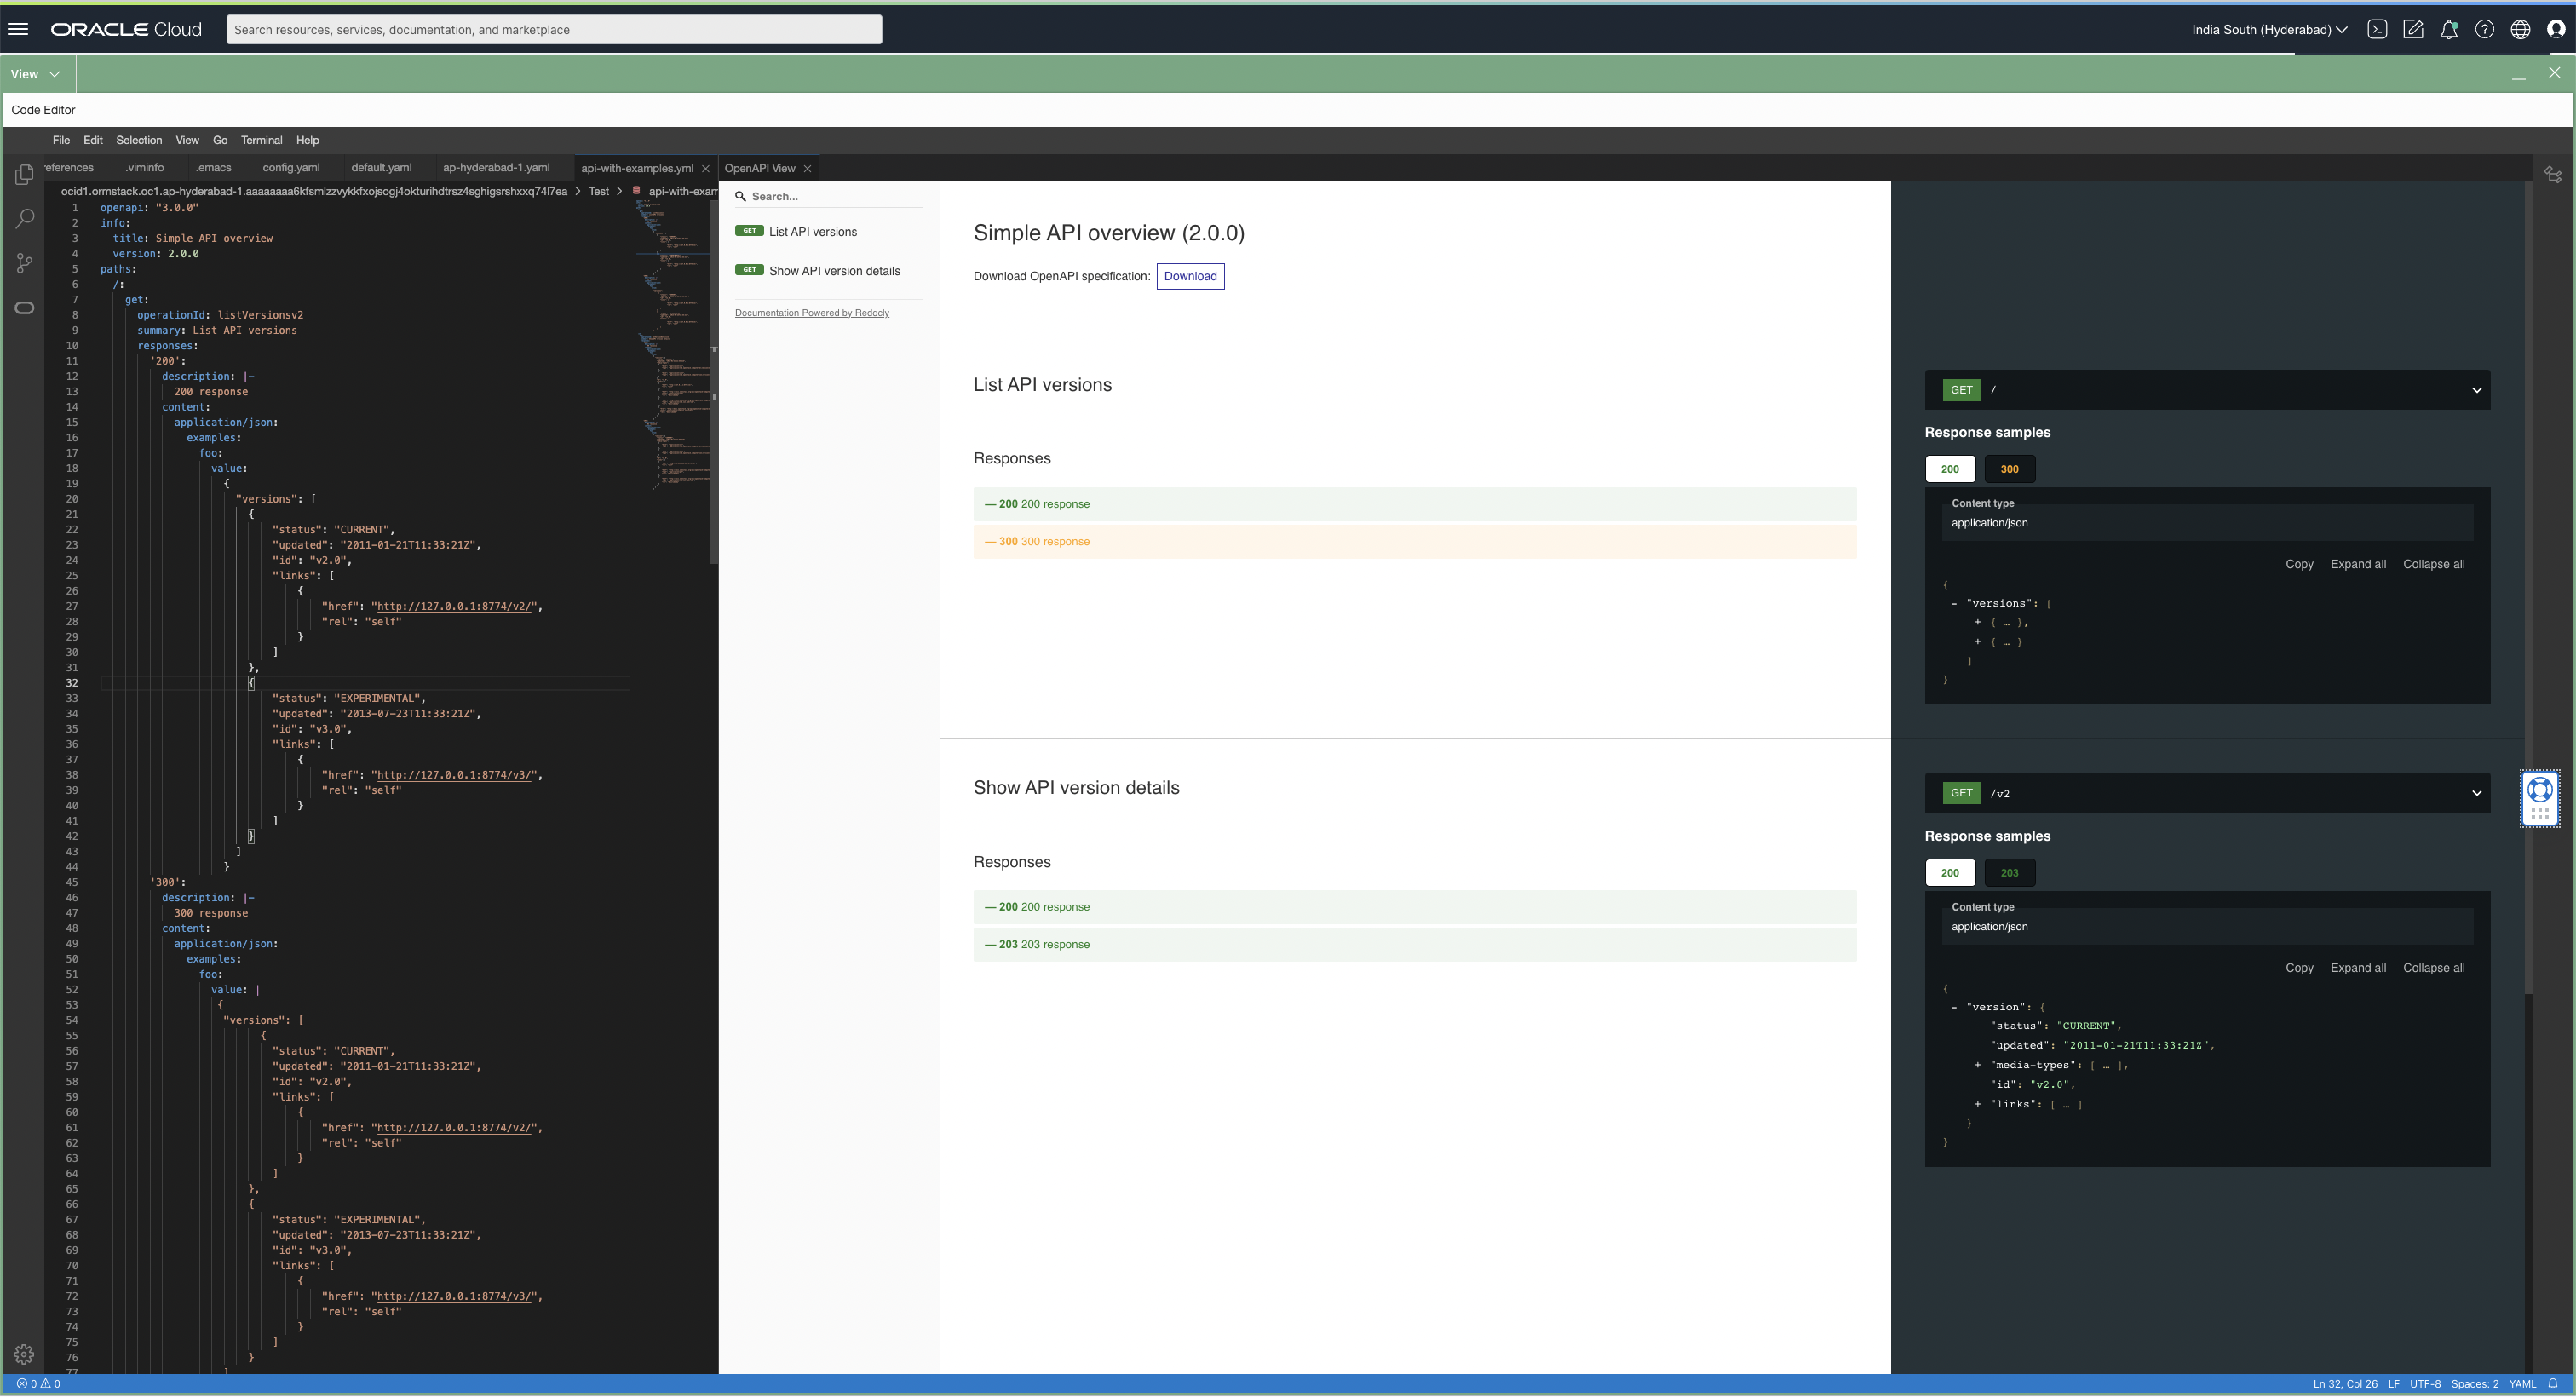 ORACLE Cloud
Search resources, services, documentation, and marketplace
India South (Hyderabad)
View
Code Editor
File Edit Selection View Go Terminal Help
eferences .viminfo .emacs config.yaml default.yaml ap-hyderabad-1.yaml api-with-examples.yml OpenAPI View
Test > api-with-exam
1 openapi: "3.0.0"
2 info:
3 title: Simple API overview
4 version: 2.0.0
5 paths:
6 /:
7 get:
8 operationId: listVersionsv2
9 summary: List API versions
10 responses:
11 '200':
12 description: |-
13 200 response
14 content:
15 application/json:
16 examples:
17 foo:
18 value:
19 {
20 "versions": [
21 {
22 "status": "CURRENT",
23 "updated": "2011-01-21T11:33:21Z",
24 "id": "v2.0",
25 "links": [
26 {
27 "href": "http://127.0.0.1:8774/v2/",
28 "rel": "self"
29 }
30 ]
31 },
32 {
33 "status": "EXPERIMENTAL",
34 "updated": "2013-07-23T11:33:21Z",
35 "id": "v3.0",
36 "links": [
37 {
38 "href": "http://127.0.0.1:8774/v3/",
39 "rel": "self"
40 }
41 ]
42 }
43 ]
44 }
45 '300':
46 description: |-
47 300 response
48 content:
49 application/json:
50 examples:
51 foo:
52 value: |
53 {
54 "versions": [
55 {
56 "status": "CURRENT",
57 "updated": "2011-01-21T11:33:21Z",
58 "id": "v2.0",
59 "links": [
60 {
61 "href": "http://127.0.0.1:8774/v2/",
62 "rel": "self"
63 }
64 ]
65 },
66 {
67 "status": "EXPERIMENTAL",
68 "updated": "2013-07-23T11:33:21Z",
69 "id": "v3.0",
70 "links": [
71 {
72 "href": "http://127.0.0.1:8774/v3/",
73 "rel": "self"
74 }
75 ]
76 }
77 ]
Search...
GET List API versions
GET Show API version details
Documentation Powered by Redocly
Simple API overview (2.0.0)
Download OpenAPI specification: Download
List API versions
Responses
— 200 200 response
— 300 300 response
GET /
Response samples
200 300
Content type
application/json
Copy Expand all Collapse all
{
- "versions": [
+ { … },
+ { … }
]
}
Show API version details
Responses
— 200 200 response
— 203 203 response
GET /v2
Response samples
200 203
Content type
application/json
Copy Expand all Collapse all
{
- "version": {
"status": "CURRENT",
"updated": "2011-01-21T11:33:21Z",
+ "media-types": [ … ],
"id": "v2.0",
+ "links": [ … ]
}
}
0 0
Ln 32, Col 26 LF UTF-8 Spaces: 2 YAML